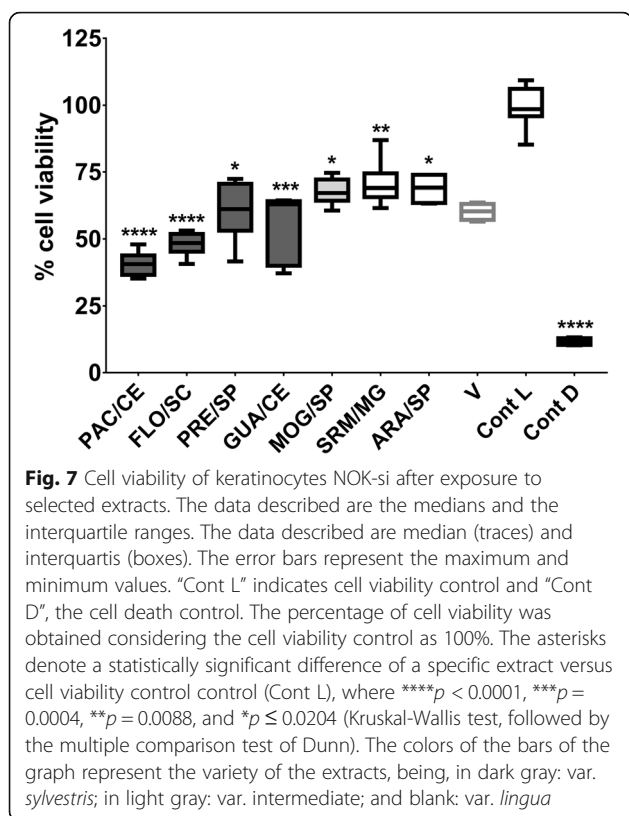 % cell viability
100
75
50
25
0
****
****
*
***
*
**
*
****
PAC/CE
FLO/SC
PRE/SP
GUA/CE
MOG/SP
SRM/MG
ARA/SP
V
Cont L
Cont D
Fig. 7 Cell viability of keratinocytes NOK-si after exposure to
selected extracts. The data described are the medians and the
interquartile ranges. The data described are median (traces) and
interquartis (boxes). The error bars represent the maximum and
minimum values. “Cont L” indicates cell viability control and “Cont
D”, the cell death control. The percentage of cell viability was
obtained considering the cell viability control as 100%. The asterisks
denote a statistically significant difference of a specific extract versus
cell viability control control (Cont L), where ****p < 0.0001, ***p =
0.0004, **p = 0.0088, and *p ≤ 0.0204 (Kruskal-Wallis test, followed by
the multiple comparison test of Dunn). The colors of the bars of the
graph represent the variety of the extracts, being, in dark gray: var.
sylvestris; in light gray: var. intermediate; and blank: var. lingua